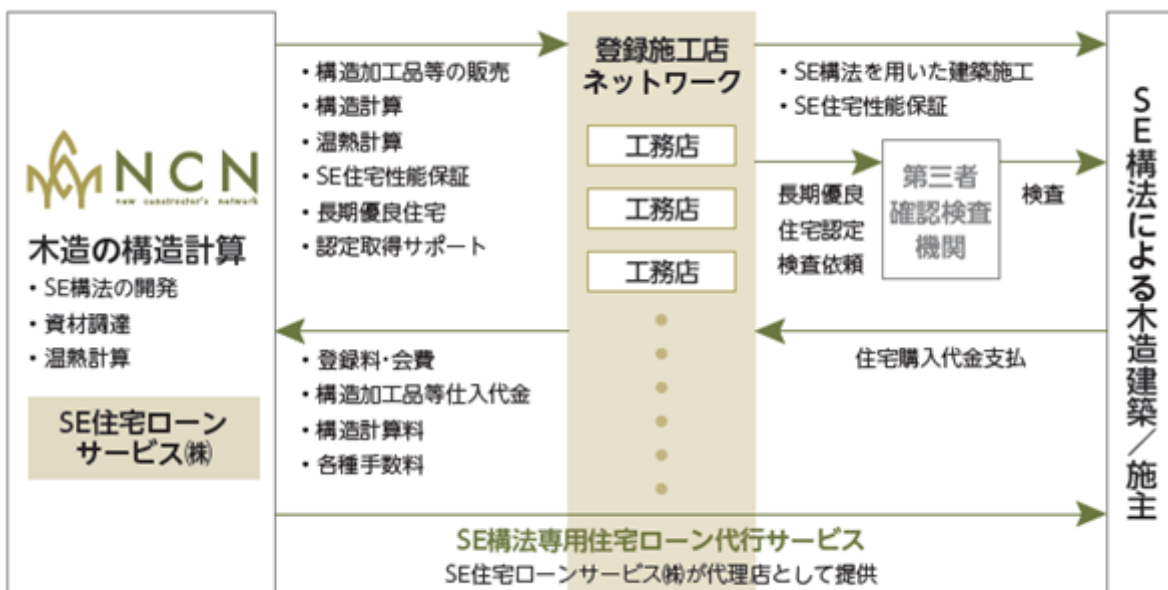 NCN
new constructor's network
木造の構造計算
・SE構法の開発
・資材調達
・温熱計算
SE住宅ローン
サービス㈱
・構造加工品等の販売
・構造計算
・温熱計算
・SE住宅性能保証
・長期優良住宅
・認定取得サポート
・登録料・会費
・構造加工品等仕入代金
・構造計算料
・各種手数料
登録施工店
ネットワーク
工務店
工務店
工務店
・SE構法を用いた建築施工
・SE住宅性能保証
長期優良
住宅認定
検査依頼
第三者
確認検査
機関
検査
住宅購入代金支払
SE構法による木造建築／施主
SE構法専用住宅ローン代行サービス
SE住宅ローンサービス㈱が代理店として提供